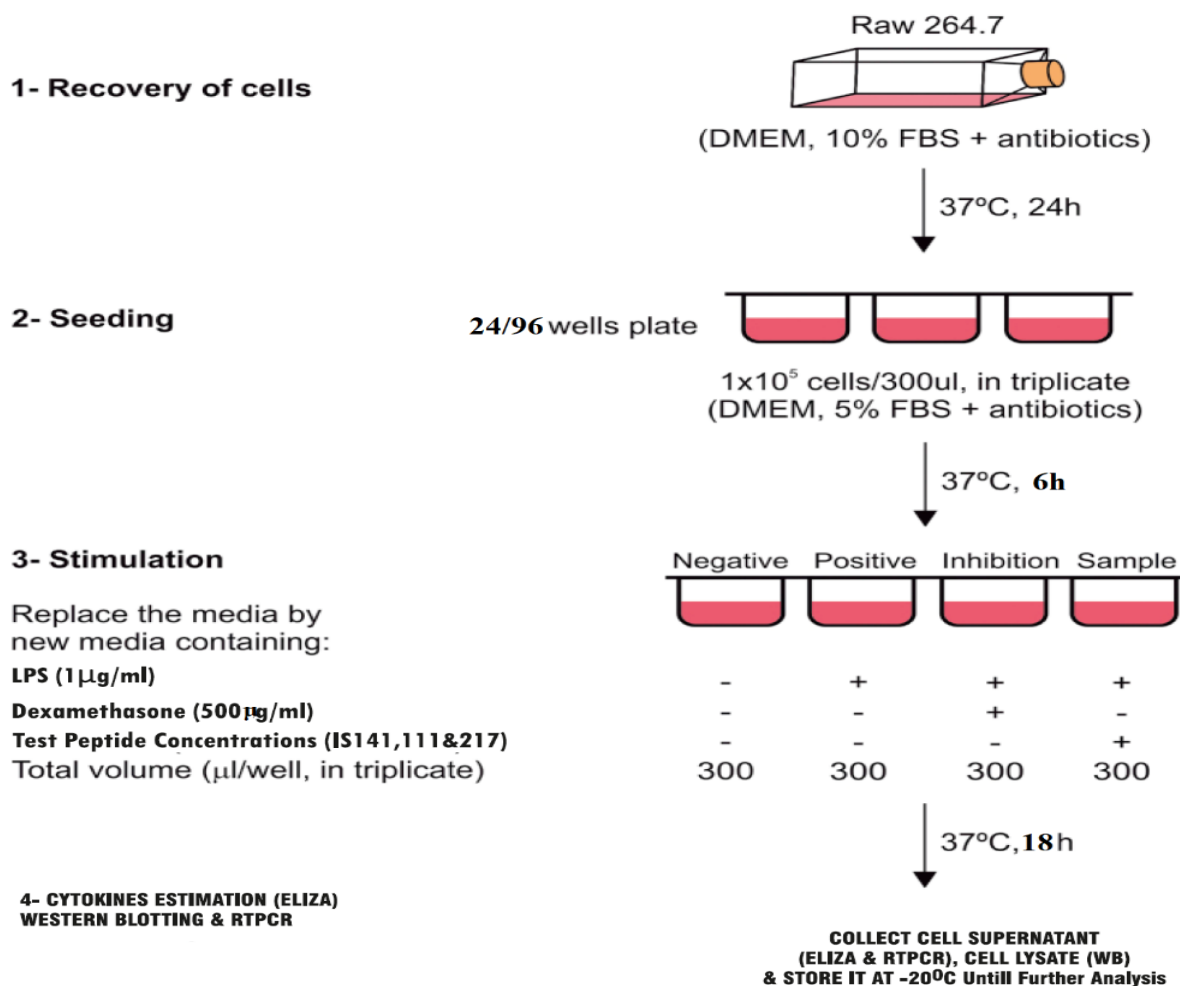 Raw 264.7
1- Recovery of cells
(DMEM, 10% FBS + antibiotics)
37ºC, 24h
2- Seeding
24/96 wells plate
1x10⁵ cells/300ul, in triplicate
(DMEM, 5% FBS + antibiotics)
37ºC, 6h
3- Stimulation
Negative Positive Inhibition Sample
Replace the media by
new media containing:
LPS (1µg/ml) - + + +
Dexamethasone (500µg/ml) - - + -
Test Peptide Concentrations (IS141,111&217) - - - +
Total volume (µl/well, in triplicate) 300 300 300 300
37ºC,18h
4- CYTOKINES ESTIMATION (ELIZA)
WESTERN BLOTTING & RTPCR
COLLECT CELL SUPERNATANT
(ELIZA & RTPCR), CELL LYSATE (WB)
& STORE IT AT -20⁰C Untill Further Analysis